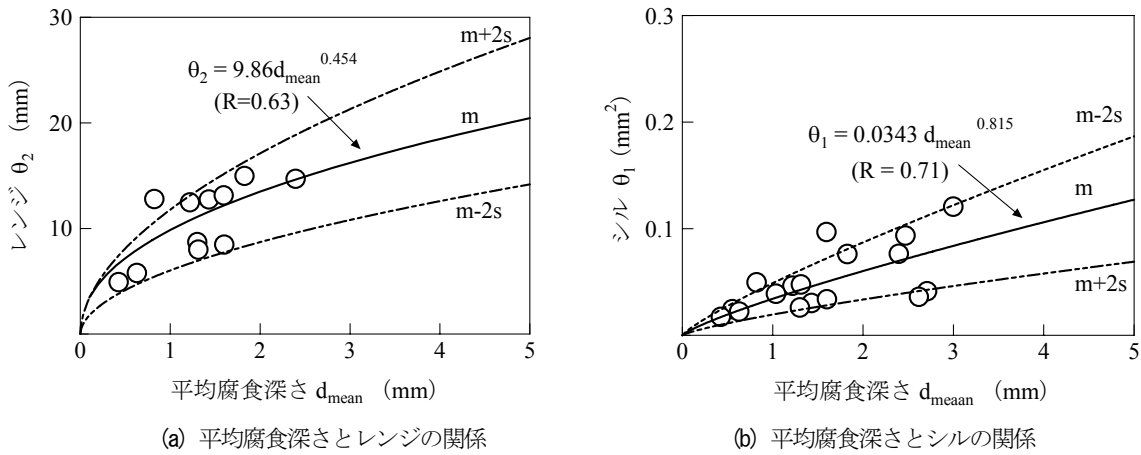 30
20
10
0
0
1
2
3
4
5
レンジ θ2 (mm)
m+2s
θ2 = 9.86dmean^0.454
(R=0.63)
m
m-2s
平均腐食深さ dmean (mm)
(a) 平均腐食深さとレンジの関係
0.3
0.2
0.1
0
0
1
2
3
4
5
シル θ1 (mm²)
m-2s
θ1 = 0.0343 dmean^0.815
(R = 0.71)
m
m+2s
平均腐食深さ dmeaan (mm)
(b) 平均腐食深さとシルの関係